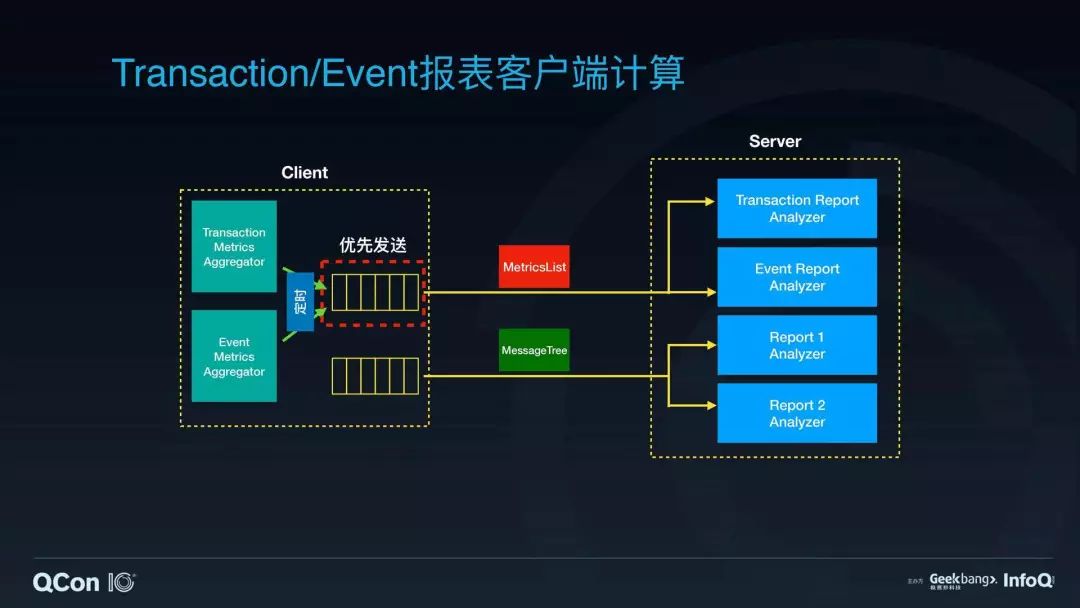 Transaction/Event报表客户端计算
Client
Server
Transaction
Metrics
Aggregator
Event
Metrics
Aggregator
定时
优先发送
MetricsList
MessageTree
Transaction Report
Analyzer
Event Report
Analyzer
Report 1
Analyzer
Report 2
Analyzer
QCon 10
主办方
Geekbang>.
极客邦科技
InfoQ